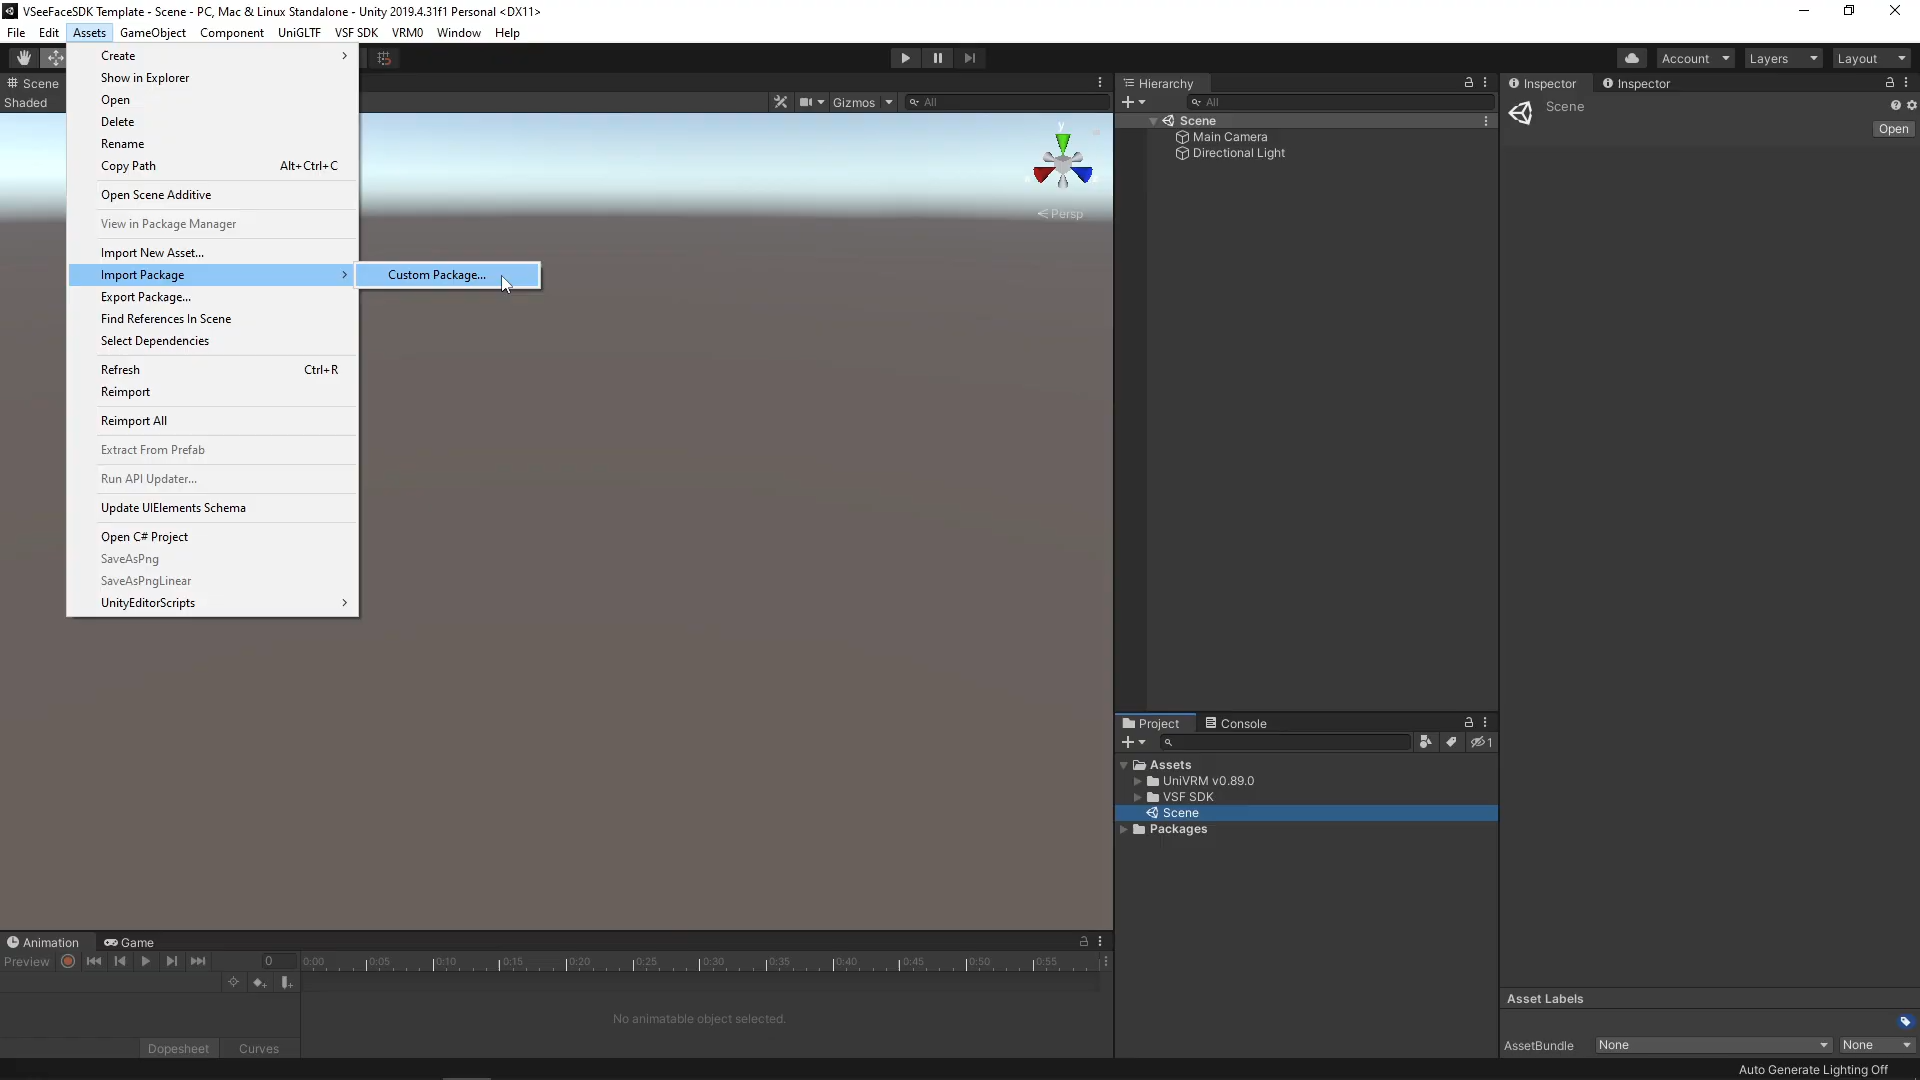 VSeeFaceSDK Template - Scene - PC, Mac & Linux Standalone - Unity 2019.4.31f1 Personal <DX11>
File Edit Assets GameObject Component UniGLTF VSF SDK VRM0 Window Help
Account Layers Layout
Scene
Shaded
Gizmos All
Create
Show in Explorer
Open
Delete
Rename
Copy Path Alt+Ctrl+C
Open Scene Additive
View in Package Manager
Import New Asset...
Import Package
Custom Package...
Export Package...
Find References In Scene
Select Dependencies
Refresh Ctrl+R
Reimport
Reimport All
Extract From Prefab
Run API Updater...
Update UIElements Schema
Open C# Project
SaveAsPng
SaveAsPngLinear
UnityEditorScripts
y
Persp
Hierarchy
All
Scene
Main Camera
Directional Light
Inspector Inspector
Scene
Open
Project Console
1
Assets
UniVRM v0.89.0
VSF SDK
Scene
Packages
Animation Game
Preview 0 0:00 0:05 0:10 0:15 0:20 0:25 0:30 0:35 0:40 0:45 0:50 0:55
No animatable object selected.
Dopesheet Curves
Asset Labels
AssetBundle None None
Auto Generate Lighting Off